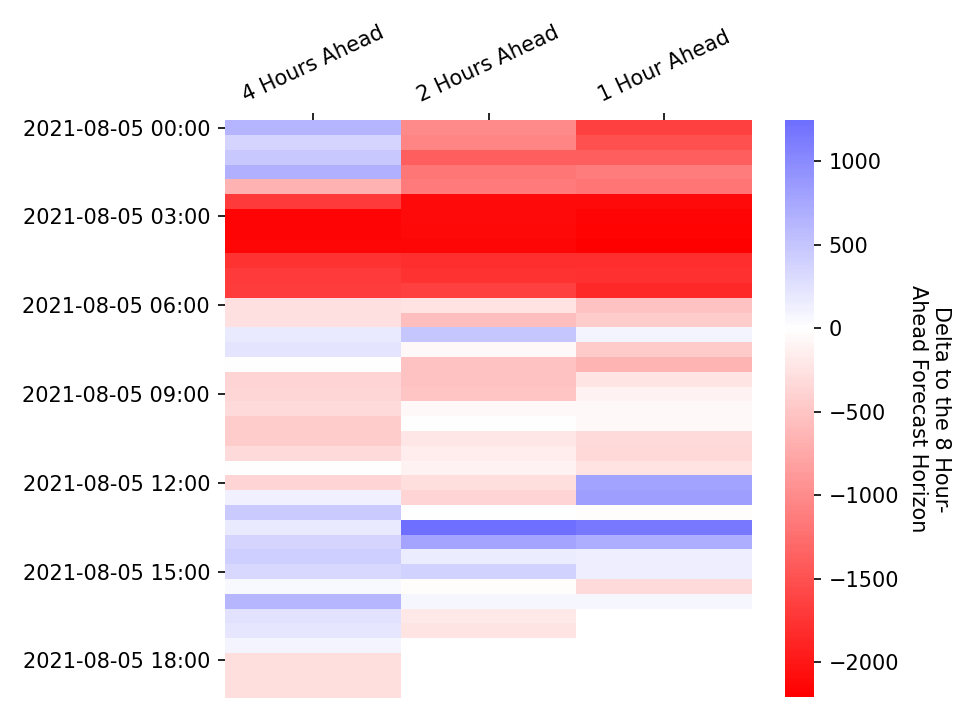 4 Hours Ahead
2 Hours Ahead
1 Hour Ahead
2021-08-05 00:00
2021-08-05 03:00
2021-08-05 06:00
2021-08-05 09:00
2021-08-05 12:00
2021-08-05 15:00
2021-08-05 18:00
1000
500
0
−500
−1000
−1500
−2000
Delta to the 8 Hour-
Ahead Forecast Horizon